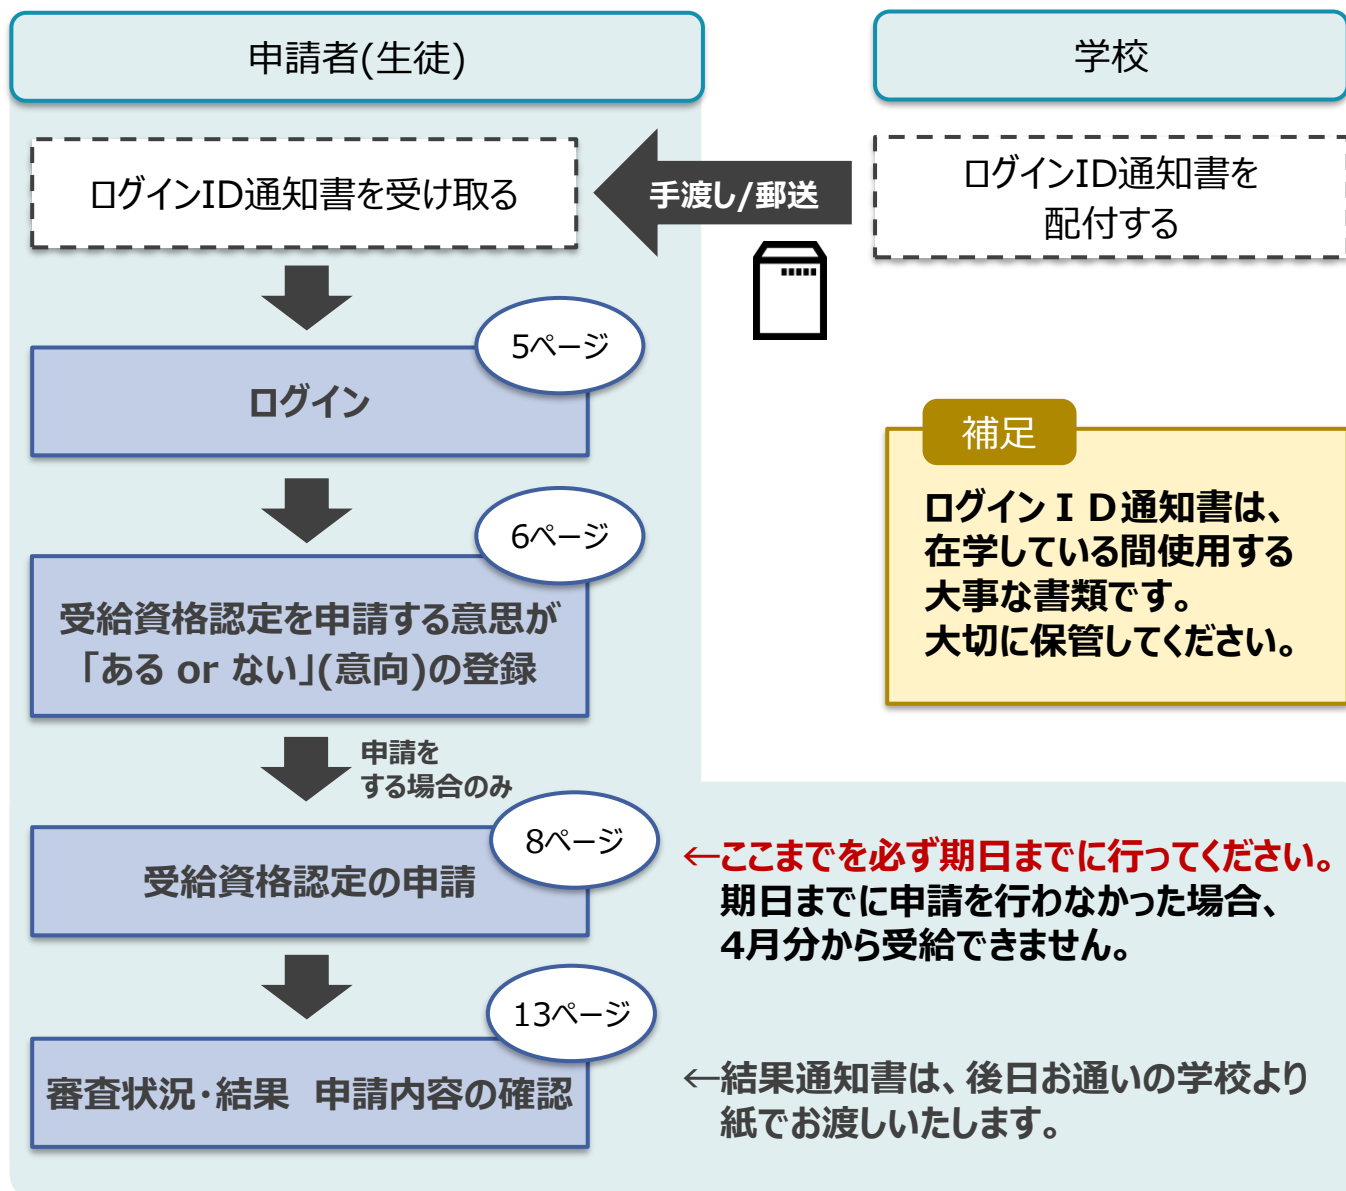 申請者(生徒)
学校
ログインID通知書を受け取る
手渡し/郵送
ログインID通知書を
配付する
5ページ
ログイン
補足
ログインＩＤ通知書は、
在学している間使用する
大事な書類です。
大切に保管してください。
6ページ
受給資格認定を申請する意思が
「ある or ない」(意向)の登録
申請を
する場合のみ
8ページ
受給資格認定の申請
←ここまでを必ず期日までに行ってください。
期日までに申請を行わなかった場合、
4月分から受給できません。
13ページ
審査状況・結果　申請内容の確認
←結果通知書は、後日お通いの学校より
紙でお渡しいたします。